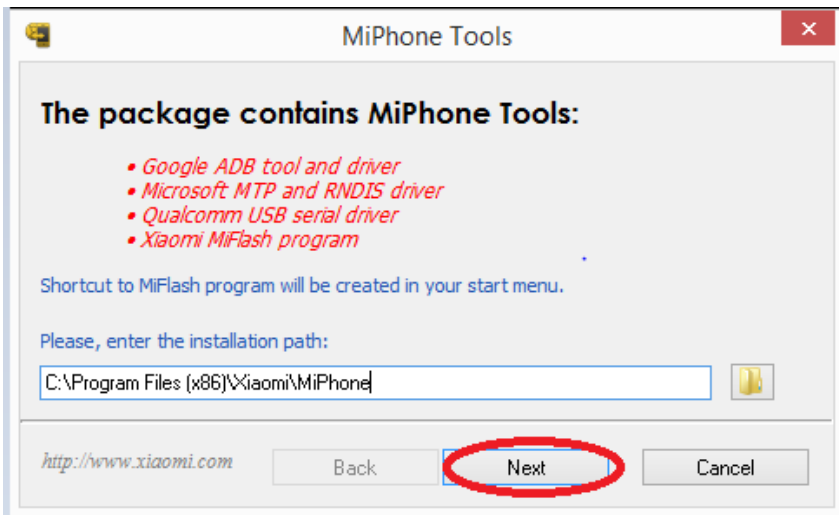 MiPhone Tools
The package contains MiPhone Tools:
• Google ADB tool and driver
• Microsoft MTP and RNDIS driver
• Qualcomm USB serial driver
• Xiaomi MiFlash program
Shortcut to MiFlash program will be created in your start menu.
Please, enter the installation path:
C:\Program Files (x86)\Xiaomi\MiPhone
http://www.xiaomi.com Back Next Cancel